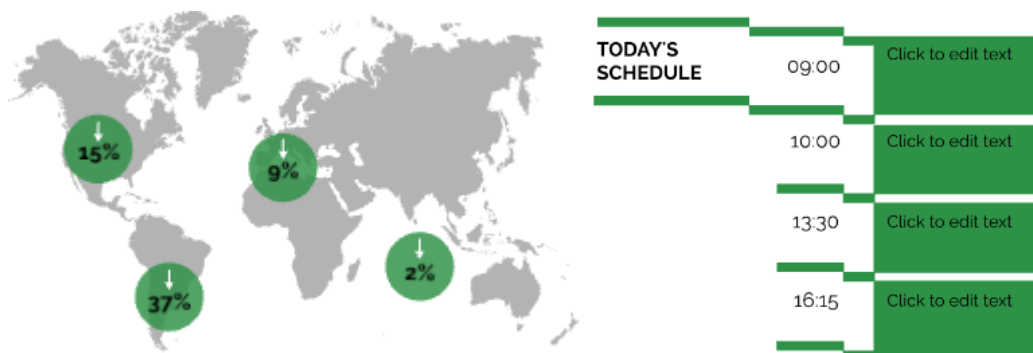 15%
9%
2%
37%
TODAY'S
SCHEDULE
09:00
Click to edit text
10:00
Click to edit text
13:30
Click to edit text
16:15
Click to edit text